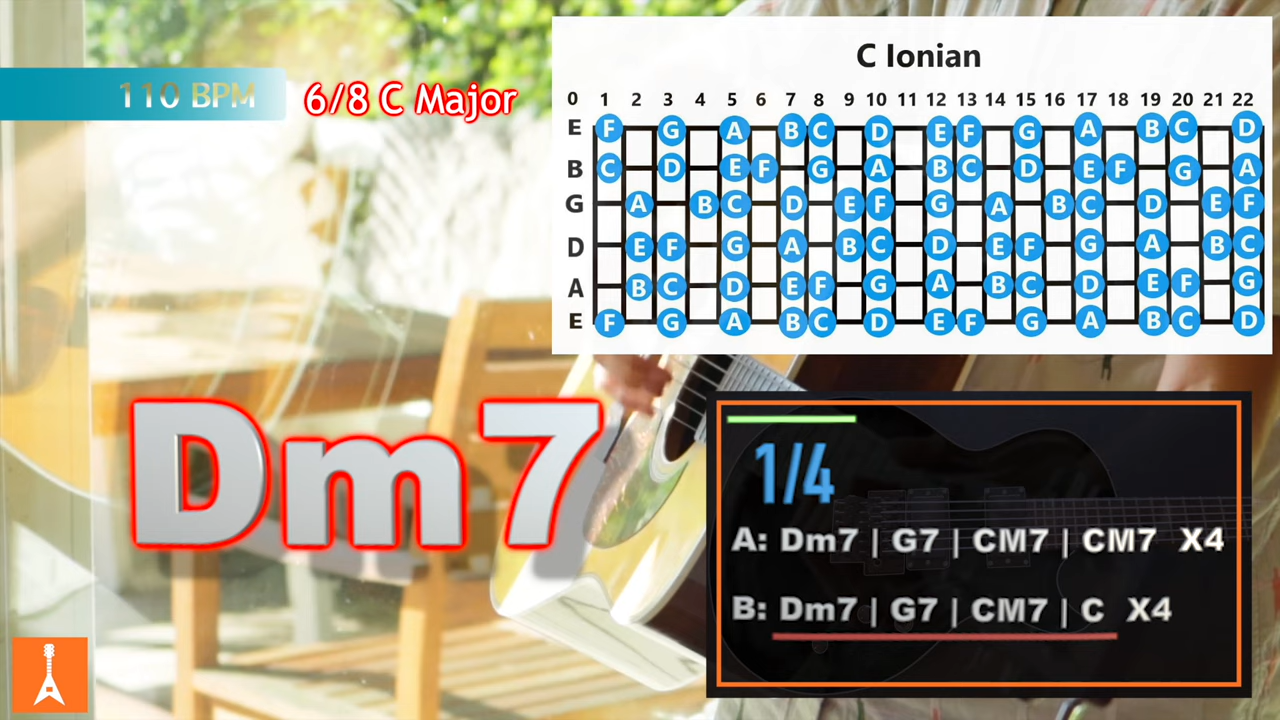 110 BPM
6/8 C Major
C Ionian
0 1 2 3 4 5 6 7 8 9 10 11 12 13 14 15 16 17 18 19 20 21 22
E F G A B C D E F G A B C D
B C D E F G A B C D E F G A
G A B C D E F G A B C D E F
D E F G A B C D E F G A B C
A B C D E F G A B C D E F G
E F G A B C D E F G A B C D
Dm7
1/4
A: Dm7 | G7 | CM7 | CM7 X4
B: Dm7 | G7 | CM7 | C X4